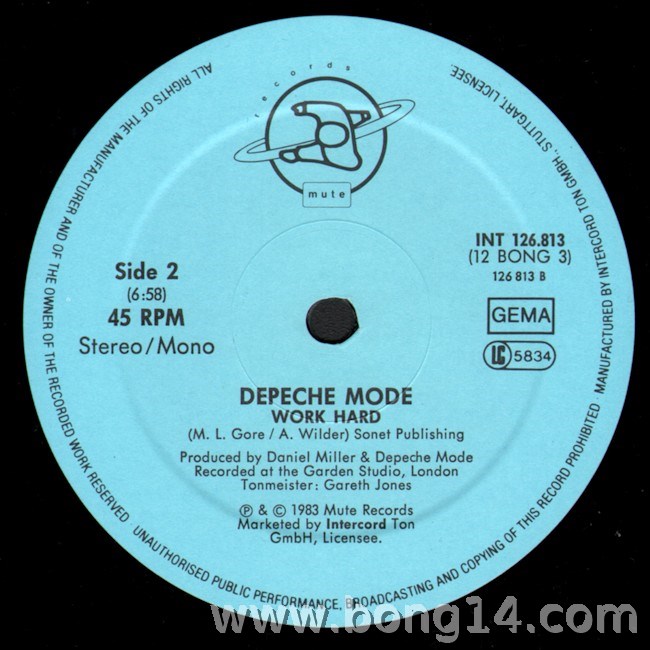 records
mute
Side 2
(6:58)
45 RPM
Stereo/Mono
INT 126.813
(12 BONG 3)
126 813 B
GEMA
LC 5834
DEPECHE MODE
WORK HARD
(M. L. Gore / A. Wilder) Sonet Publishing
Produced by Daniel Miller & Depeche Mode
Recorded at the Garden Studio, London
Tonmeister: Gareth Jones
Ⓟ & © 1983 Mute Records
Marketed by Intercord Ton
GmbH, Licensee.
ALL RIGHTS OF THE MANUFACTURER AND OF THE OWNER OF THE RECORDED WORK RESERVED
UNAUTHORISED PUBLIC PERFORMANCE, BROADCASTING AND COPYING OF THIS RECORD PROHIBITED · MANUFACTURED BY INTERCORD TON GMBH., STUTTGART, LICENSEE.
www.bong14.com